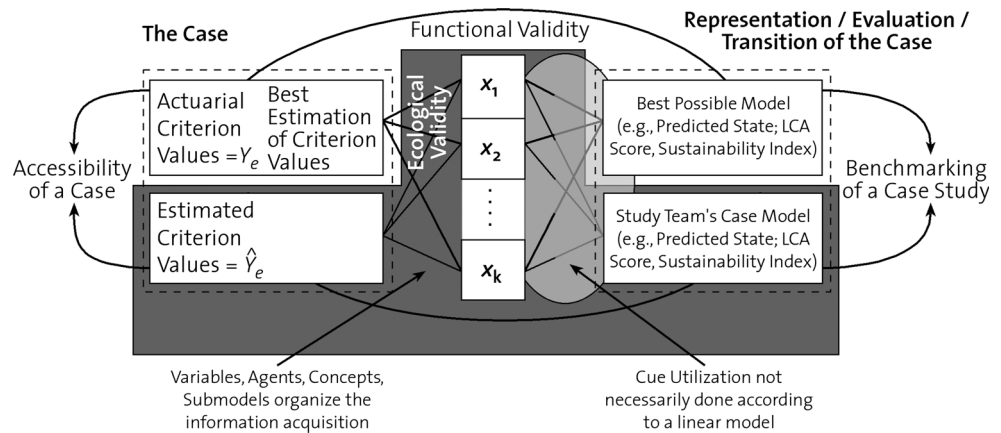 The Case
Functional Validity
Representation / Evaluation /
Transition of the Case
Actuarial
Criterion
Values =Yₑ
Best
Estimation
of Criterion
Values
Ecological
Validity
x₁
x₂
xₖ
Best Possible Model
(e.g., Predicted State; LCA
Score, Sustainability Index)
Accessibility
of a Case
Benchmarking
of a Case Study
Estimated
Criterion
Values = Ŷₑ
Study Team's Case Model
(e.g., Predicted State; LCA
Score, Sustainability Index)
Variables, Agents, Concepts,
Submodels organize the
information acquisition
Cue Utilization not
necessarily done according
to a linear model